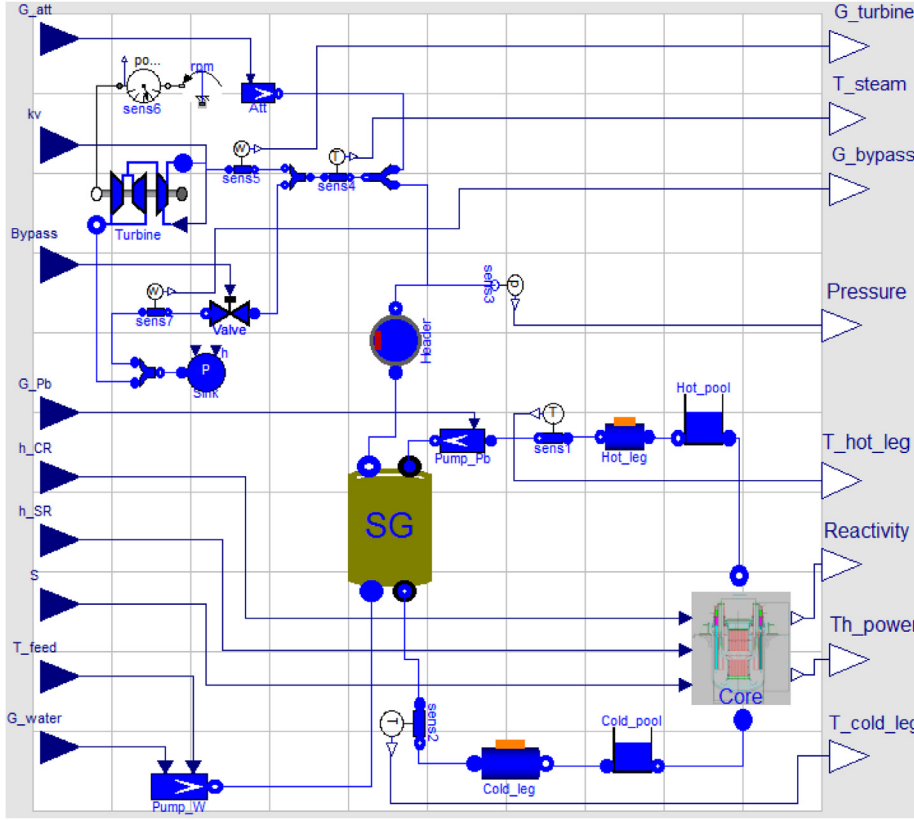 G_att
G_turbine
po...
rpm
sens6
Att
T_steam
kv
W
T
sens5
sens4
G_bypass
Turbine
Bypass
W
sens7
Valve
sens3
P
Pressure
Header
P
h
Sink
G_Pb
Hot_pool
T
Pump_Pb
sens1
Hot_leg
T_hot_leg
h_CR
SG
h_SR
Reactivity
S
Th_power
T_feed
Core
G_water
T
sens2
Cold_pool
T_cold_leg
Cold_leg
Pump_W